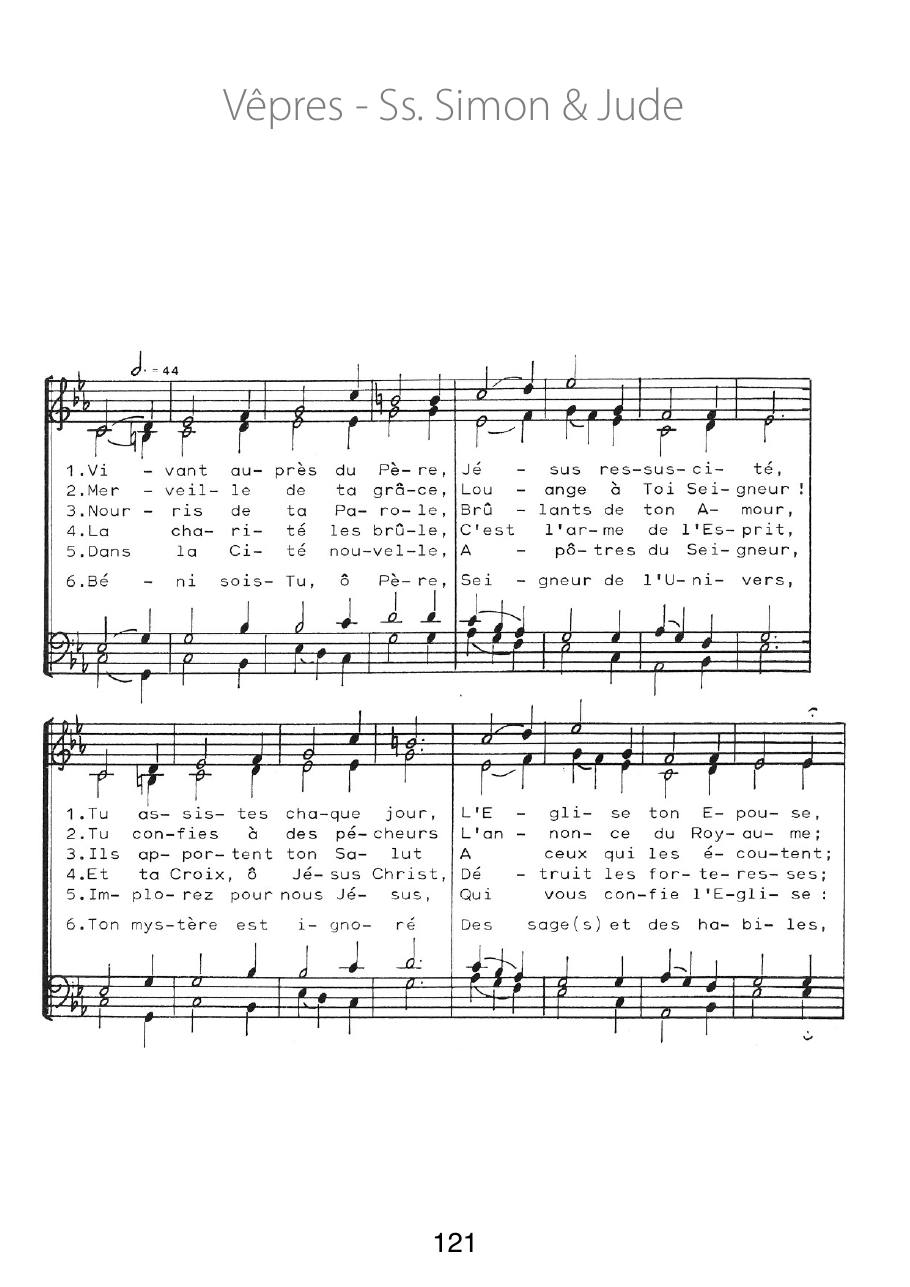 Vêpres - Ss. Simon & Jude
= 44
1.Vi - vant au- près du Père, Jé - sus res-sus-ci- té,
2.Mer - veil- le de ta grâ-ce, Lou - ange à Toi Sei-gneur !
3.Nour - ris de ta Pa- ro-le, Brû - lants de ton A- mour,
4.La cha- ri- té les brû-le, C'est l'ar-me de l'Es-prit,
5.Dans la Ci- té nou-vel-le, A - pô-tres du Sei-gneur,
6.Bé - ni sois- Tu, ô Pè- re, Sei - gneur de l'U-ni - vers,
1.Tu as- sis- tes cha-que jour, L'E - gli- se ton E- pou- se,
2.Tu con-fies à des pé-cheurs L'an - non- ce du Roy-au- me;
3.Ils ap- por- tent ton Sa- lut A ceux qui les é- cou-tent;
4.Et ta Croix, ô Jé- sus Christ, Dé - truit les for- te-res- ses;
5.Im- plo- rez pour nous Jé- sus, Qui vous con-fie l'E-gli- se :
6.Ton mys-tère est i- gno- ré Des sage(s) et des ha- bi- les,
121